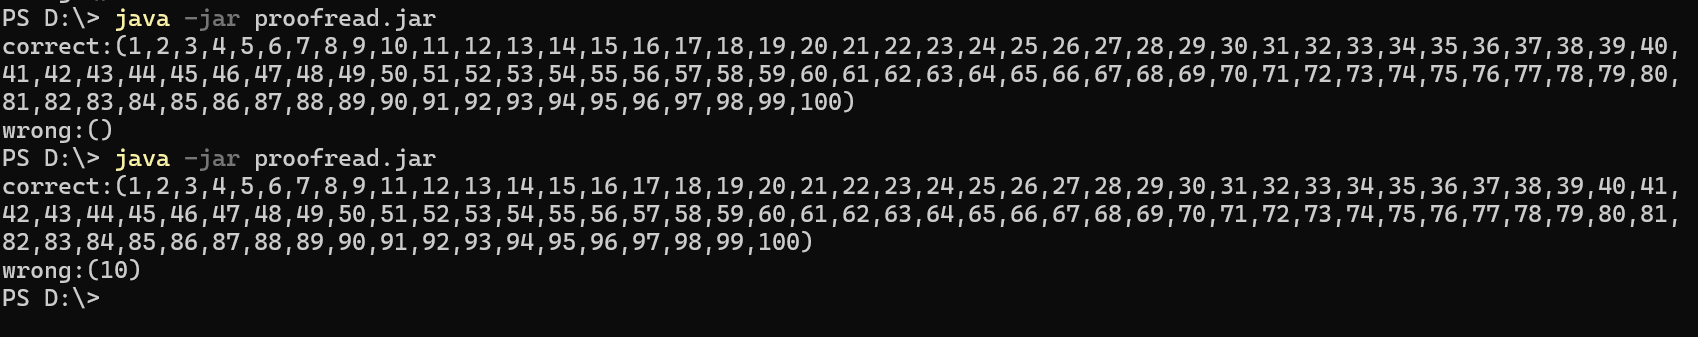 PS D:\> java -jar proofread.jar
correct:(1,2,3,4,5,6,7,8,9,10,11,12,13,14,15,16,17,18,19,20,21,22,23,24,25,26,27,28,29,30,31,32,33,34,35,36,37,38,39,40,
41,42,43,44,45,46,47,48,49,50,51,52,53,54,55,56,57,58,59,60,61,62,63,64,65,66,67,68,69,70,71,72,73,74,75,76,77,78,79,80,
81,82,83,84,85,86,87,88,89,90,91,92,93,94,95,96,97,98,99,100)
wrong:()
PS D:\> java -jar proofread.jar
correct:(1,2,3,4,5,6,7,8,9,11,12,13,14,15,16,17,18,19,20,21,22,23,24,25,26,27,28,29,30,31,32,33,34,35,36,37,38,39,40,41,
42,43,44,45,46,47,48,49,50,51,52,53,54,55,56,57,58,59,60,61,62,63,64,65,66,67,68,69,70,71,72,73,74,75,76,77,78,79,80,81,
82,83,84,85,86,87,88,89,90,91,92,93,94,95,96,97,98,99,100)
wrong:(10)
PS D:\>